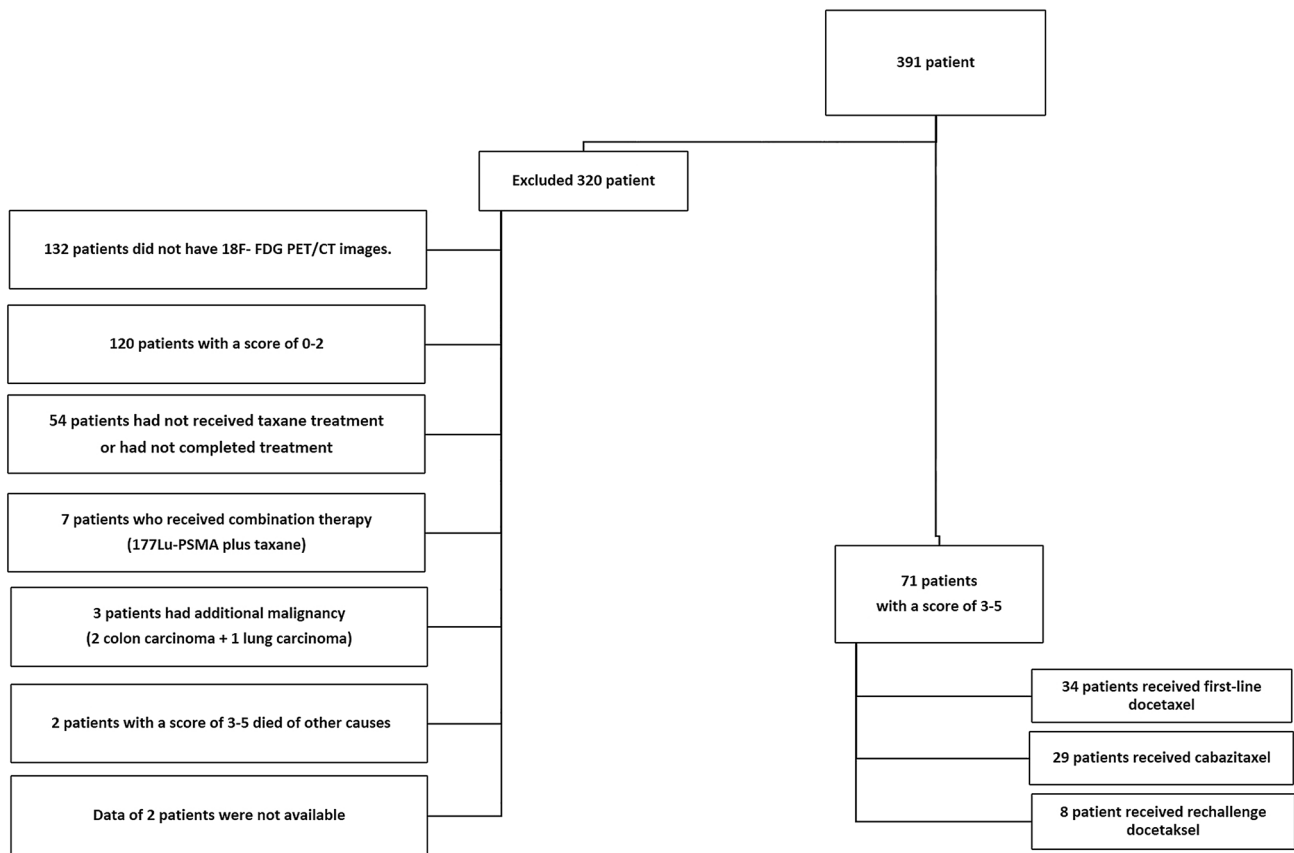 391 patient
Excluded 320 patient
132 patients did not have 18F- FDG PET/CT images.
120 patients with a score of 0-2
54 patients had not received taxane treatment
or had not completed treatment
7 patients who received combination therapy
(177Lu-PSMA plus taxane)
3 patients had additional malignancy
(2 colon carcinoma + 1 lung carcinoma)
2 patients with a score of 3-5 died of other causes
Data of 2 patients were not available
71 patients
with a score of 3-5
34 patients received first-line
docetaxel
29 patients received cabazitaxel
8 patient received rechallenge
docetaksel